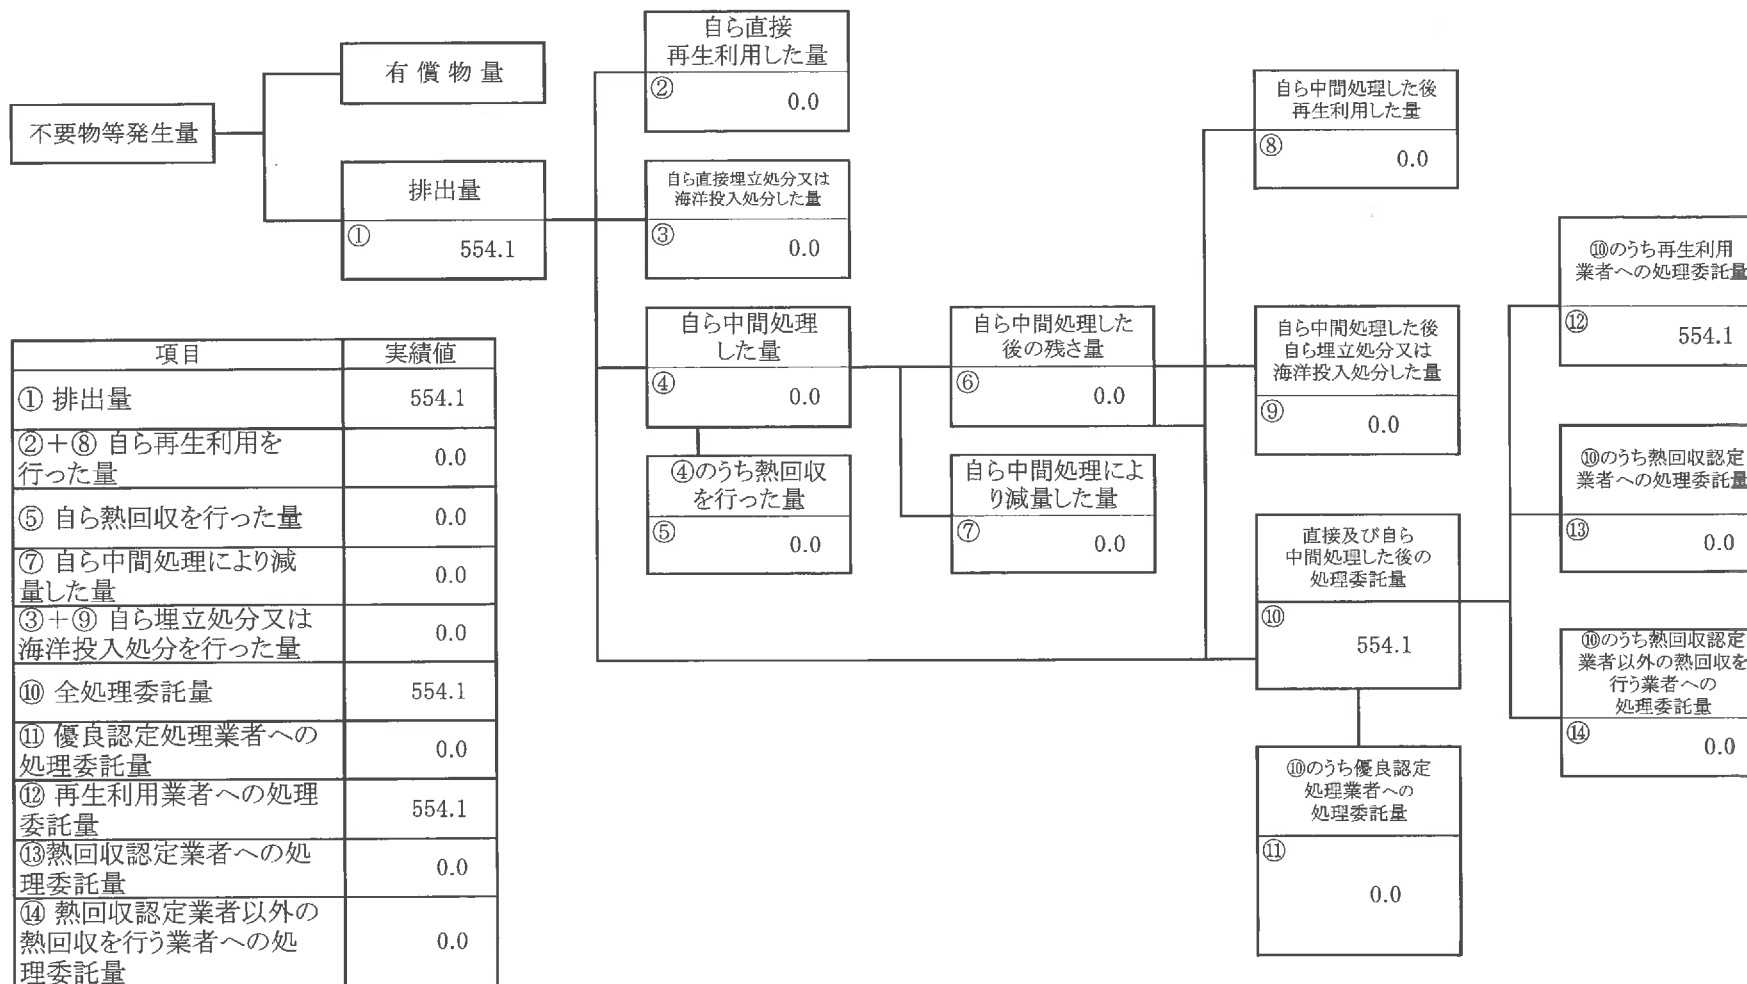 不要物等発生量
有償物量
排出量
①
554.1
自ら直接
再生利用した量
②
0.0
自ら直接埋立処分又は
海洋投入処分した量
③
0.0
自ら中間処理
した量
④
0.0
④のうち熱回収
を行った量
⑤
0.0
自ら中間処理した
後の残さ量
⑥
0.0
自ら中間処理によ
り減量した量
⑦
0.0
自ら中間処理した後
再生利用した量
⑧
0.0
自ら中間処理した後
自ら埋立処分又は
海洋投入処分した量
⑨
0.0
直接及び自ら
中間処理した後の
処理委託量
⑩
554.1
⑩のうち優良認定
処理業者への
処理委託量
⑪
0.0
⑩のうち再生利用
業者への処理委託量
⑫
554.1
⑩のうち熱回収認定
業者への処理委託量
⑬
0.0
⑩のうち熱回収認定
業者以外の熱回収を
行う業者への
処理委託量
⑭
0.0
項目 実績値
① 排出量 554.1
②+⑧ 自ら再生利用を
行った量 0.0
⑤ 自ら熱回収を行った量 0.0
⑦ 自ら中間処理により減
量した量 0.0
③+⑨ 自ら埋立処分又は
海洋投入処分を行った量 0.0
⑩ 全処理委託量 554.1
⑪ 優良認定処理業者への
処理委託量 0.0
⑫ 再生利用業者への処理
委託量 554.1
⑬熱回収認定業者への処
理委託量 0.0
⑭ 熱回収認定業者以外の
熱回収を行う業者への処
理委託量 0.0